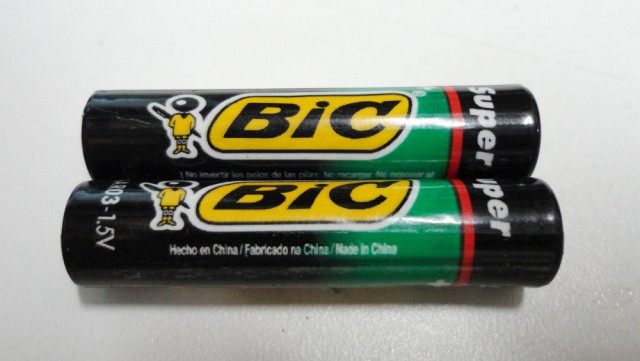 BiC
Super
! No invertir los polos de las pilas. No recargar. No exponer al
BiC
R03-1.5V
Hecho en China / Fabricado na China / Made in China
+